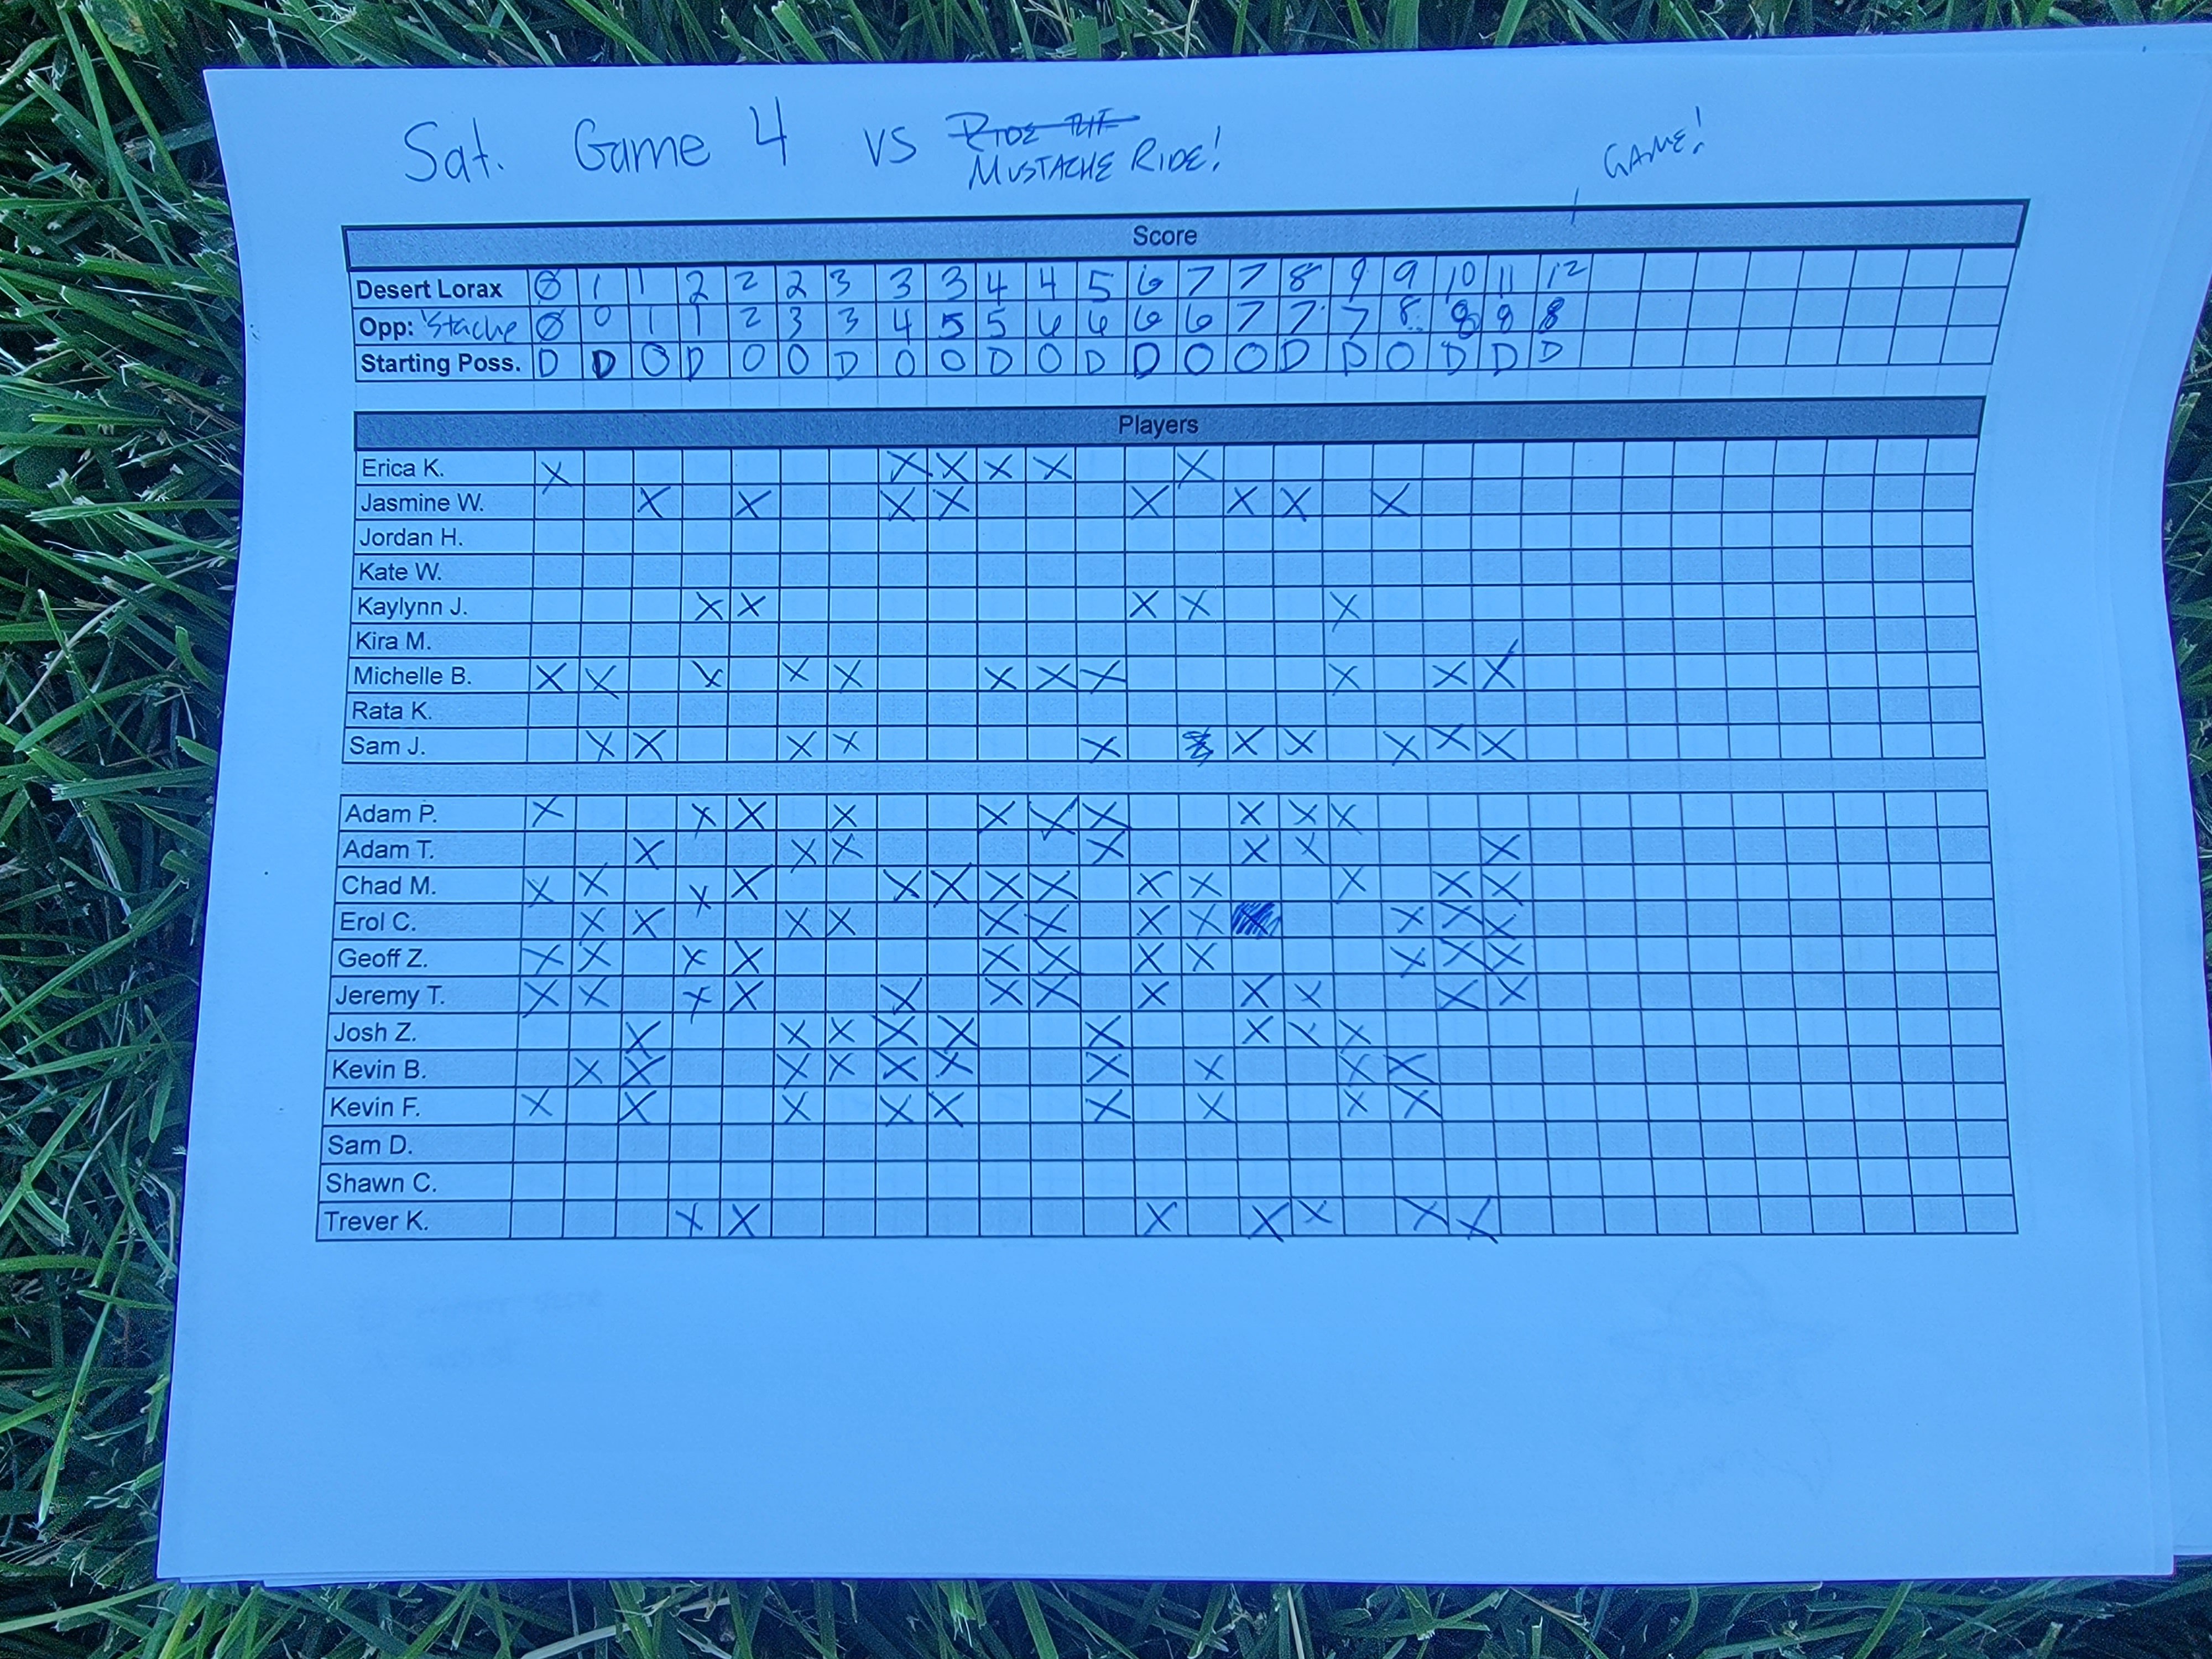 Sat. Game 4 vs RIDE THE
MUSTACHE RIDE!
GAME!
Score
Desert Lorax 0 1 1 2 2 2 3 3 3 4 4 5 6 7 7 8 9 9 10 11 12
Opp: 'Stache 0 0 1 1 2 3 3 4 5 5 6 6 6 6 7 7 7 8 8 8 8
Starting Poss. D D O D O O D O O D O D D O O D D O D D D
Players
Erica K. X X X X X X
Jasmine W. X X X X X X X X
Jordan H.
Kate W.
Kaylynn J. X X X X X
Kira M.
Michelle B. X X X X X X X X X X X
Rata K.
Sam J. X X X X X X X X X X
Adam P. X X X X X X X X X X
Adam T. X X X X X X X
Chad M. X X X X X X X X X X X X X
Erol C. X X X X X X X X X X X
Geoff Z. X X X X X X X X X X X
Jeremy T. X X X X X X X X X X X X
Josh Z. X X X X X X X X X
Kevin B. X X X X X X X X X X
Kevin F. X X X X X X X X X
Sam D.
Shawn C.
Trever K. X X X X X X X